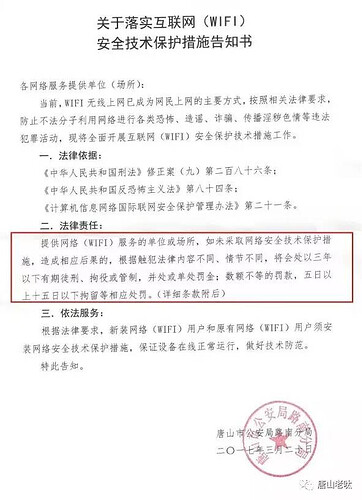 关于落实互联网（WIFI）
安全技术保护措施告知书
各网络服务提供单位（场所）：
当前，WIFI 无线上网已成为网民上网的主要方式，按照相关法律要求，
防止不法分子利用网络进行各类恐怖、造谣、诈骗、传播淫秽色情等违法
犯罪活动，现将全面开展互联网（WIFI）安全保护技术措施工作。
一、法律依据：
《中华人民共和国刑法》修正案（九）第二百八十六条；
《中华人民共和国反恐怖主义法》第八十四条；
《计算机信息网络国际联网安全保护管理办法》第二十一条。
二、法律责任：
提供网络（WIFI）服务的单位或场所，如未采取网络安全技术保护措
施，造成相应后果的，根据触犯法律内容不同、情节不同，将会处以三年
以下有期徒刑、拘役或管制，并处或单处罚金；数额不等的罚款，五日以
上十五日以下拘留等相应处罚。（详细条款附后）
三、依法服务：
根据法律要求，新装网络（WIFI）用户和原有网络（WIFI）用户须安
装网络安全技术保护措施，保证设备在线正常运行，做好技术防范。
特此告知。
唐山市公安局路南分局
二〇一七年三月二十日
唐山老呔